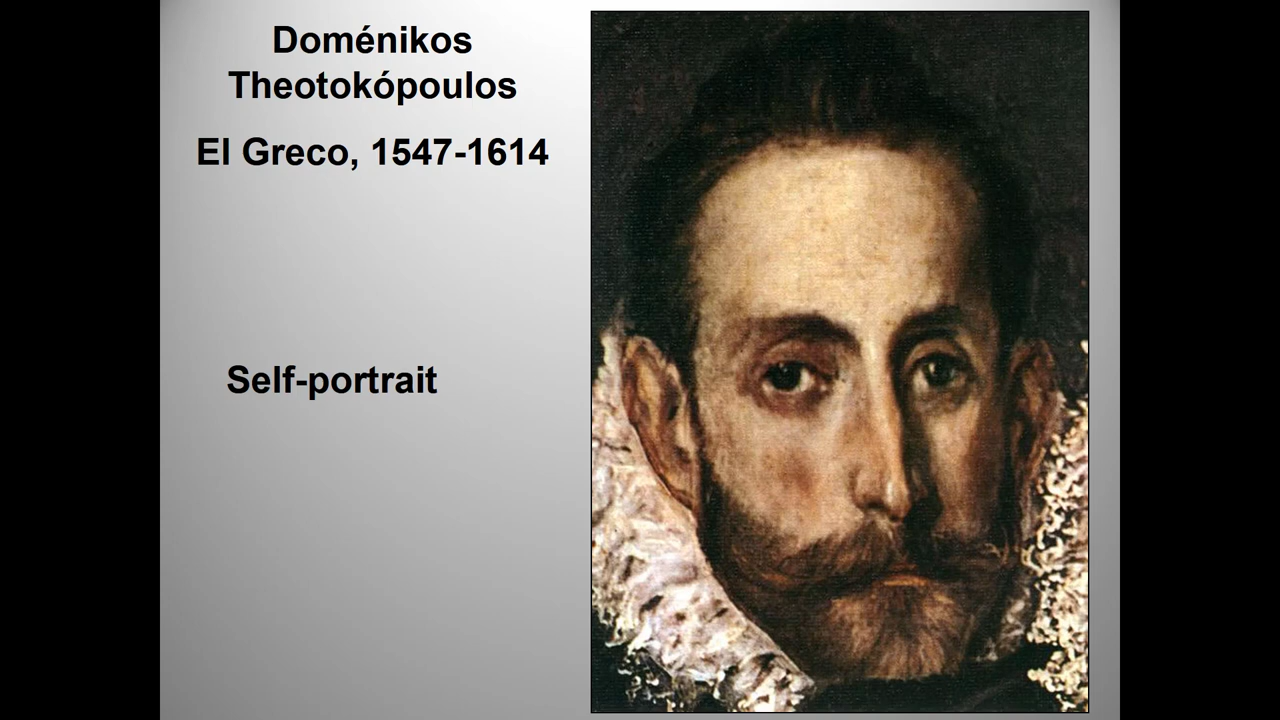 Doménikos
Theotokópoulos
El Greco, 1547-1614
Self-portrait